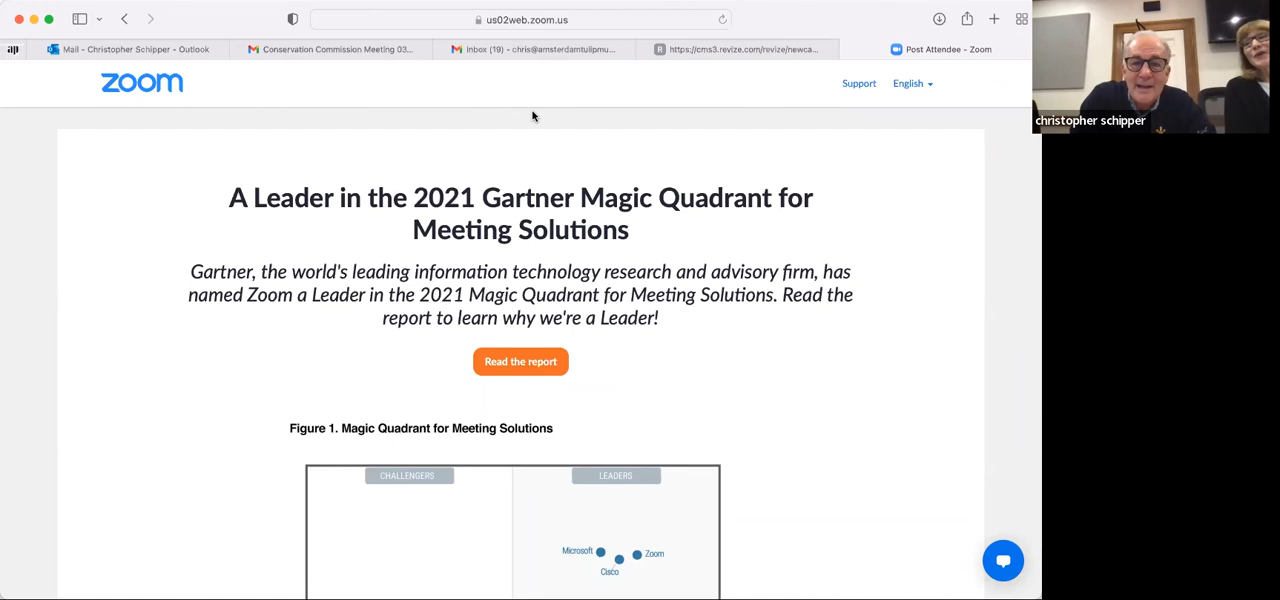 us02web.zoom.us
ap
Mail - Christopher Schipper - Outlook
Conservation Commission Meeting 03...
Inbox (19) - chris@amsterdamtulipmu...
R
https://cms3.revize.com/revize/newca...
Post Attendee - Zoom
zoom
Support
English
christopher schipper
A Leader in the 2021 Gartner Magic Quadrant for
Meeting Solutions
Gartner, the world's leading information technology research and advisory firm, has
named Zoom a Leader in the 2021 Magic Quadrant for Meeting Solutions. Read the
report to learn why we're a Leader!
Read the report
Figure 1. Magic Quadrant for Meeting Solutions
CHALLENGERS
LEADERS
Microsoft
Zoom
Cisco